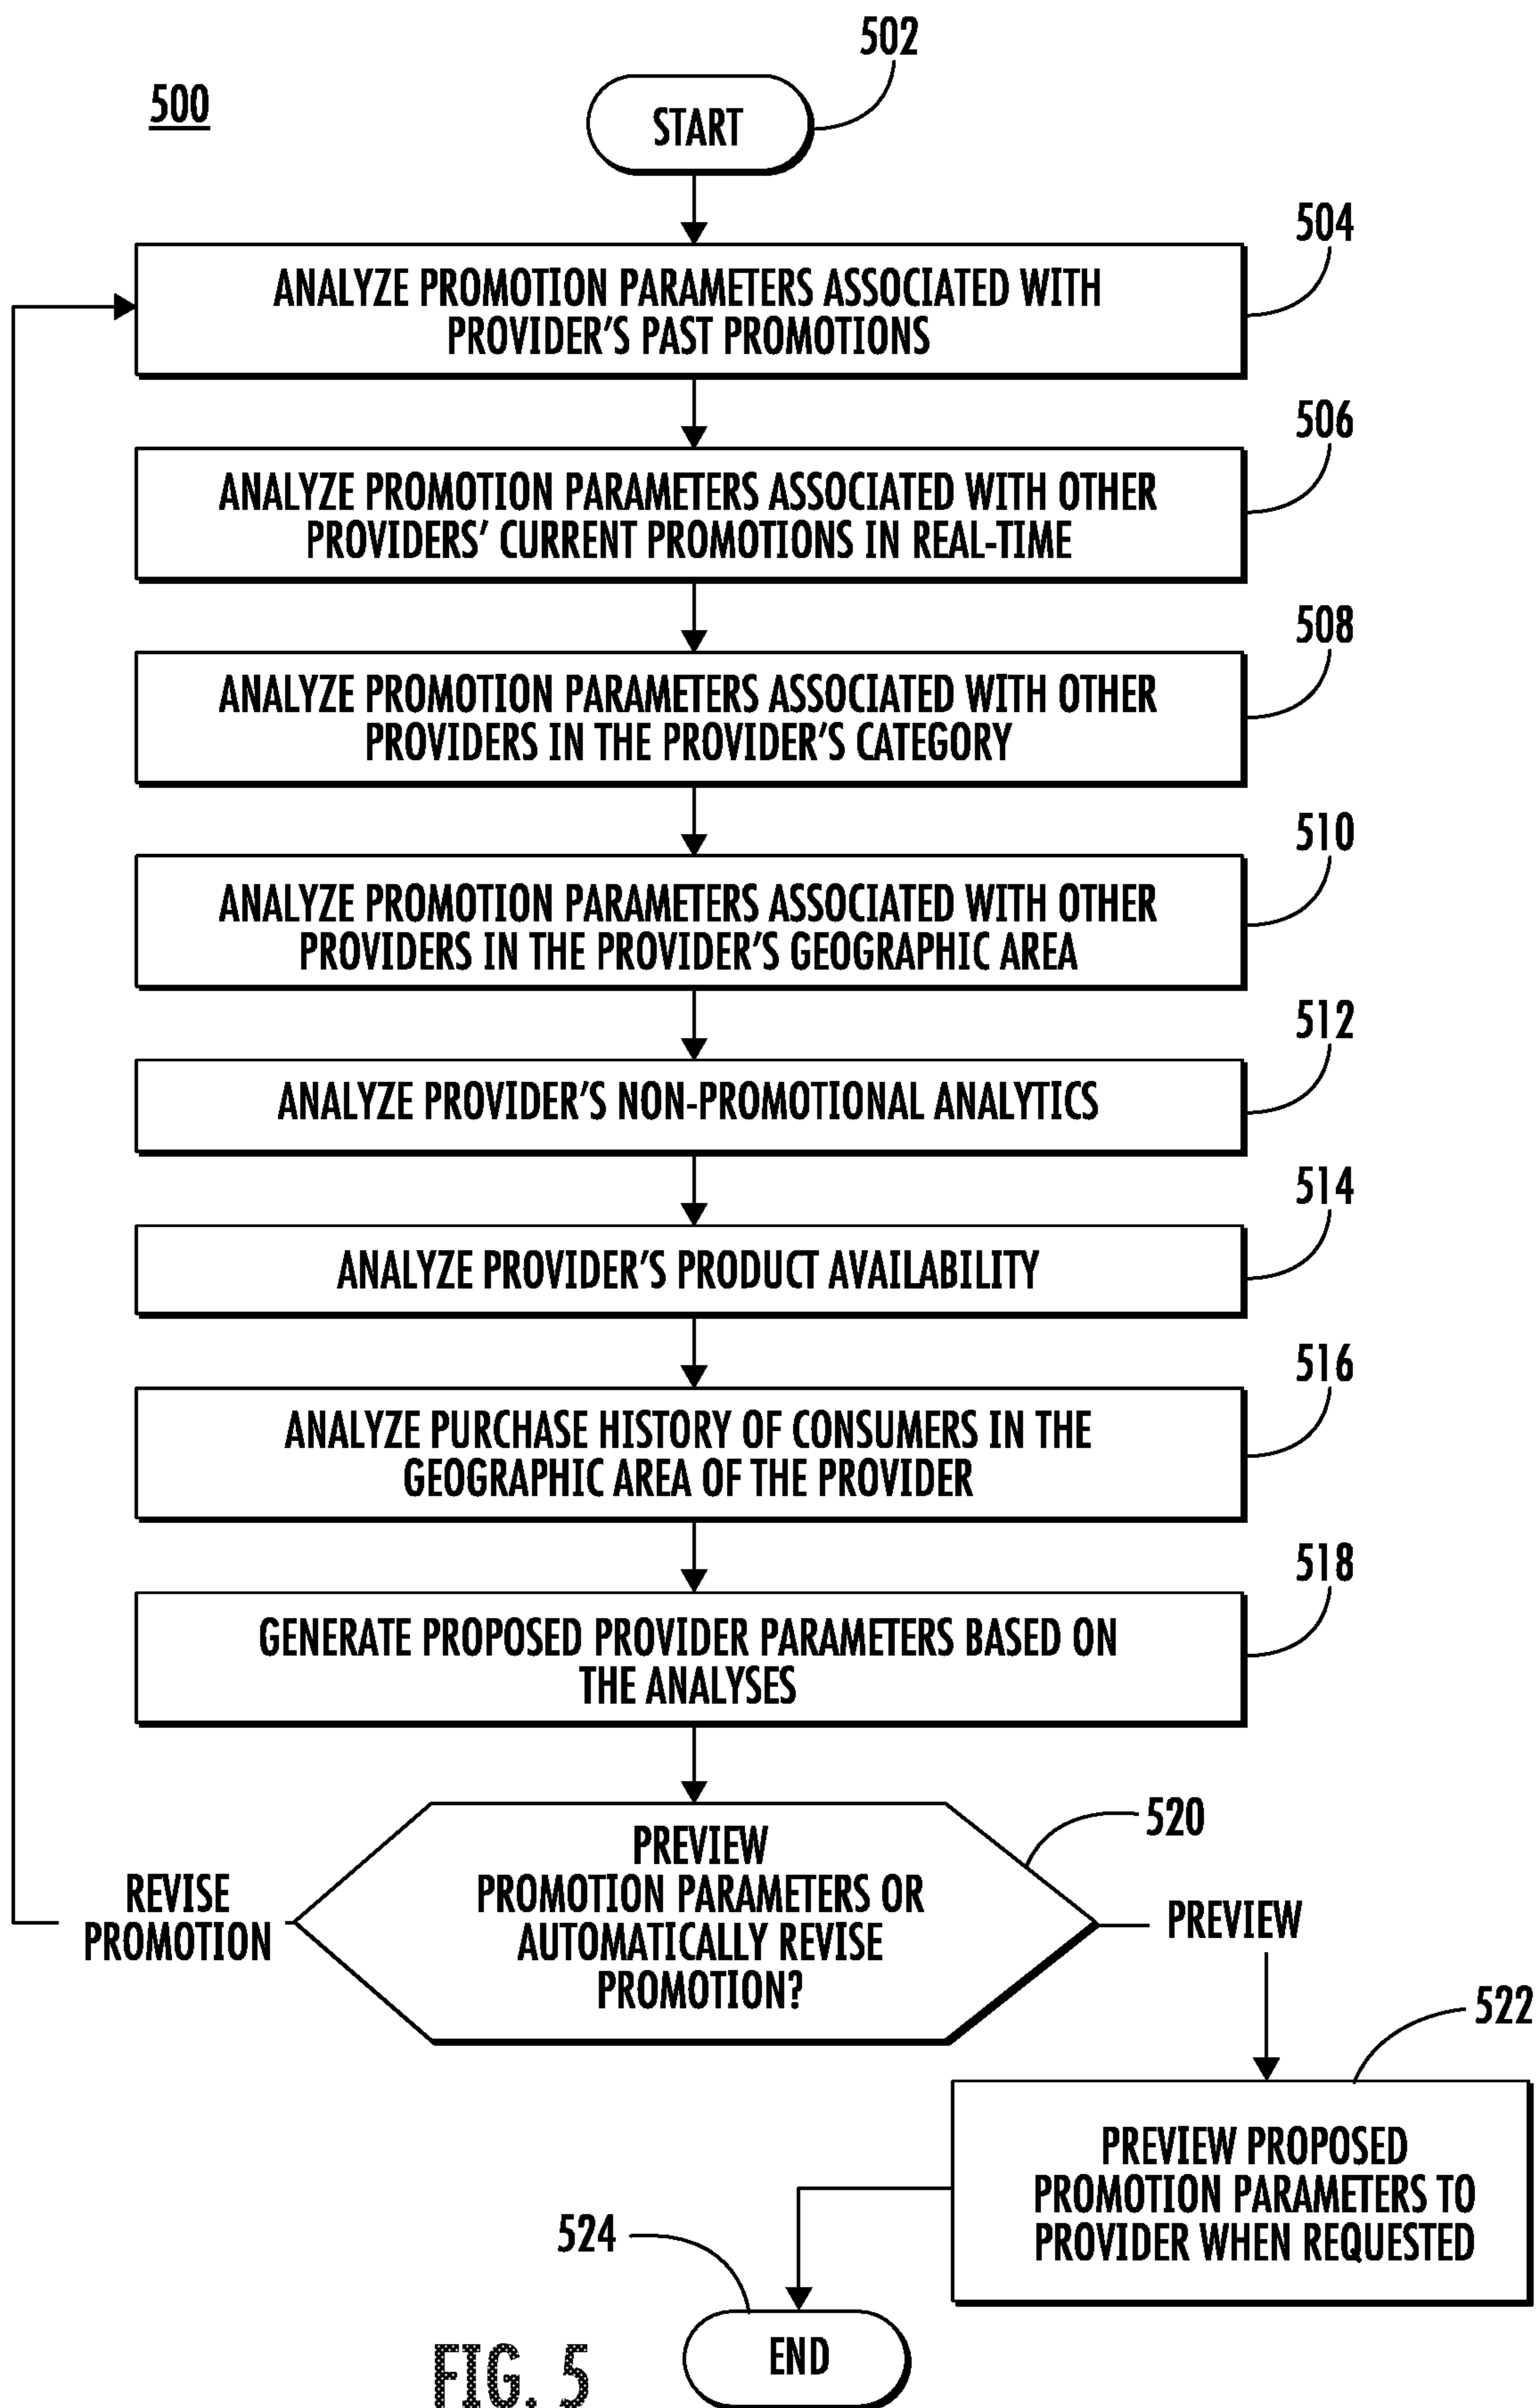 502
500
START
504
ANALYZE PROMOTION PARAMETERS ASSOCIATED WITH
PROVIDER'S PAST PROMOTIONS
506
ANALYZE PROMOTION PARAMETERS ASSOCIATED WITH OTHER
PROVIDERS' CURRENT PROMOTIONS IN REAL-TIME
508
ANALYZE PROMOTION PARAMETERS ASSOCIATED WITH OTHER
PROVIDERS IN THE PROVIDER'S CATEGORY
510
ANALYZE PROMOTION PARAMETERS ASSOCIATED WITH OTHER
PROVIDERS IN THE PROVIDER'S GEOGRAPHIC AREA
512
ANALYZE PROVIDER'S NON-PROMOTIONAL ANALYTICS
514
ANALYZE PROVIDER'S PRODUCT AVAILABILITY
516
ANALYZE PURCHASE HISTORY OF CONSUMERS IN THE
GEOGRAPHIC AREA OF THE PROVIDER
518
GENERATE PROPOSED PROVIDER PARAMETERS BASED ON
THE ANALYSES
520
PREVIEW
PROMOTION PARAMETERS OR
AUTOMATICALLY REVISE
PROMOTION?
REVISE
PROMOTION
PREVIEW
522
PREVIEW PROPOSED
PROMOTION PARAMETERS TO
PROVIDER WHEN REQUESTED
524
END
FIG. 5